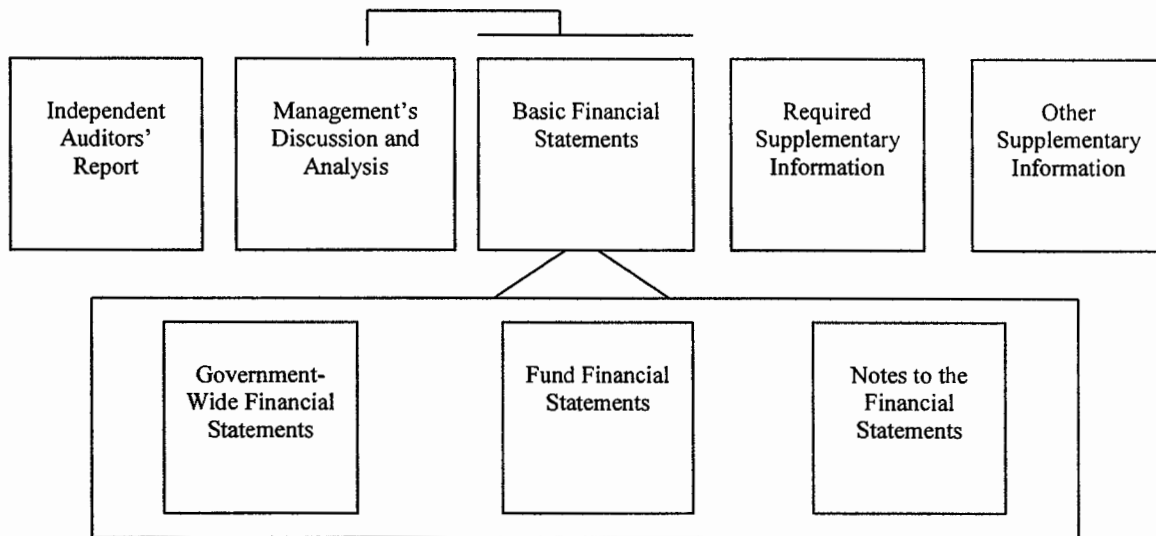 Independent
Auditors'
Report
Management's
Discussion and
Analysis
Basic Financial
Statements
Required
Supplementary
Information
Other
Supplementary
Information
Government-
Wide Financial
Statements
Fund Financial
Statements
Notes to the
Financial
Statements